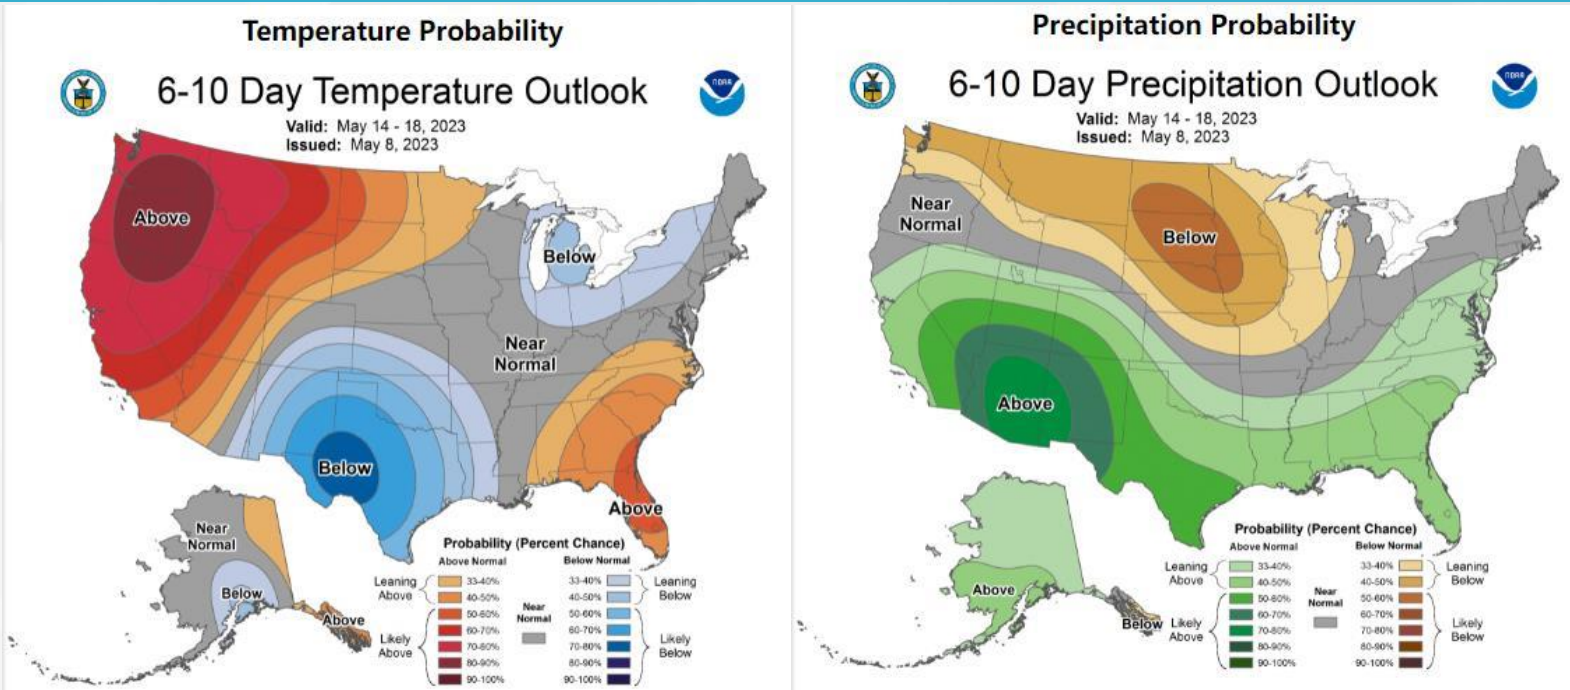 Temperature Probability
6-10 Day Temperature Outlook
NOAA
Valid: May 14 - 18, 2023
Issued: May 8, 2023
Above
Below
Near
Normal
Below
Above
Near
Normal
Below
Above
Probability (Percent Chance)
Above Normal
Below Normal
Leaning
Above
33-40%
40-50%
Likely
Above
50-60%
60-70%
70-80%
80-90%
90-100%
Near
Normal
33-40%
40-50%
Leaning
Below
50-60%
60-70%
70-80%
80-90%
90-100%
Likely
Below
Precipitation Probability
6-10 Day Precipitation Outlook
NOAA
Valid: May 14 - 18, 2023
Issued: May 8, 2023
Near
Normal
Below
Above
Above
Below
Probability (Percent Chance)
Above Normal
Below Normal
Leaning
Above
33-40%
40-50%
Likely
Above
50-60%
60-70%
70-80%
80-90%
90-100%
Near
Normal
33-40%
40-50%
Leaning
Below
50-60%
60-70%
70-80%
80-90%
90-100%
Likely
Below